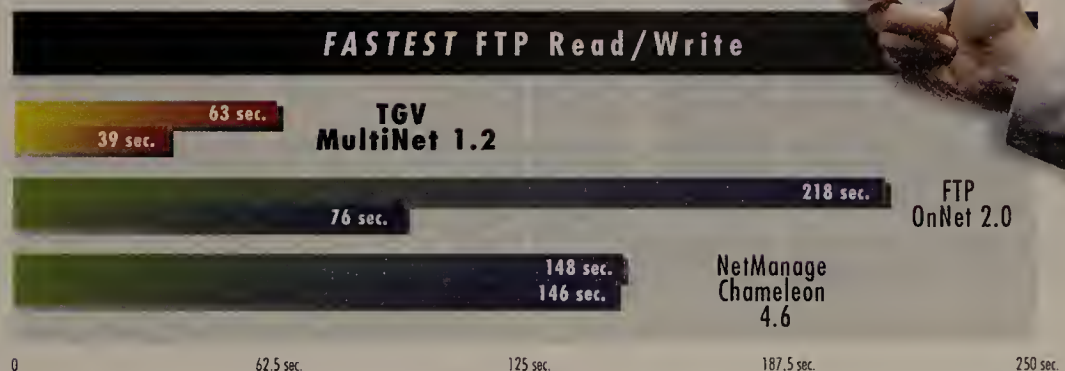 FASTEST FTP Read/Write
63 sec.
39 sec.
TGV
MultiNet 1.2
218 sec.
76 sec.
FTP
OnNet 2.0
148 sec.
146 sec.
NetManage
Chameleon
4.6
0 62.5 sec. 125 sec. 187.5 sec. 250 sec.